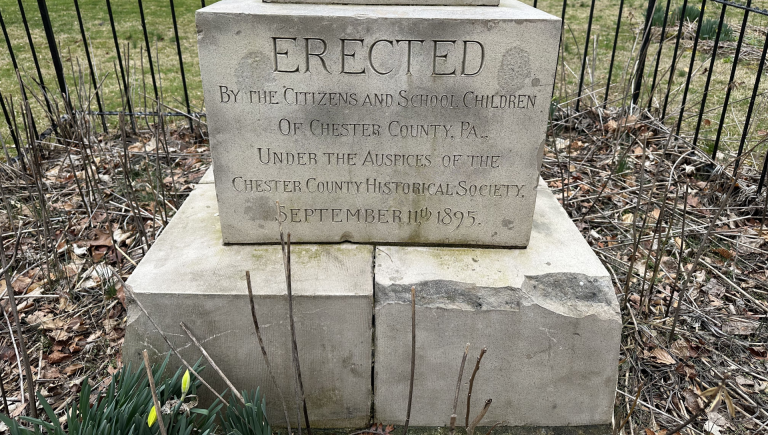 ERECTED
BY THE CITIZENS AND SCHOOL CHILDREN
OF CHESTER COUNTY, PA.,
UNDER THE AUSPICES OF THE
CHESTER COUNTY HISTORICAL SOCIETY,
SEPTEMBER 11th 1895.